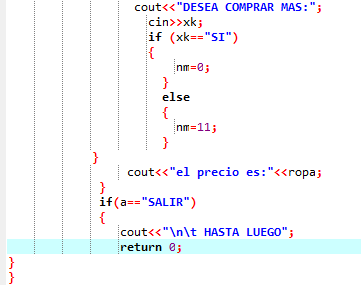 cout<<"DESEA COMPRAR MAS:";
cin>>xk;
if (xk=="SI")
{
nm=0;
}
else
{
nm=11;
}
}
cout<<"el precio es:"<<ropa;
}
if(a=="SALIR")
{
cout<<"\n\t HASTA LUEGO";
return 0;
}
}